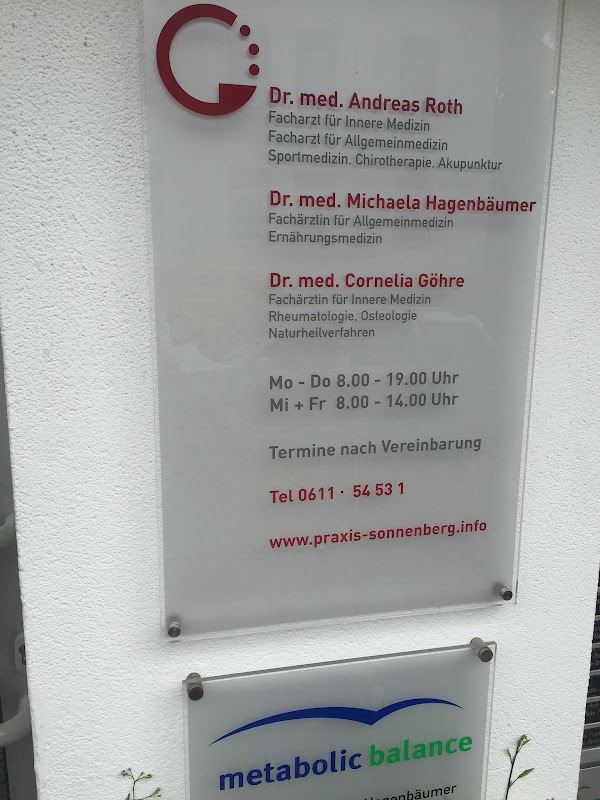 Dr. med. Andreas Roth
Facharzt für Innere Medizin
Facharzt für Allgemeinmedizin
Sportmedizin, Chirotherapie, Akupunktur
Dr. med. Michaela Hagenbäumer
Fachärztin für Allgemeinmedizin
Ernährungsmedizin
Dr. med. Cornelia Göhre
Fachärztin für Innere Medizin
Rheumatologie, Osteologie
Naturheilverfahren
Mo - Do 8.00 - 19.00 Uhr
Mi + Fr 8.00 - 14.00 Uhr
Termine nach Vereinbarung
Tel 0611 · 54 53 1
www.praxis-sonnenberg.info
metabolic balance
Hagenbäumer